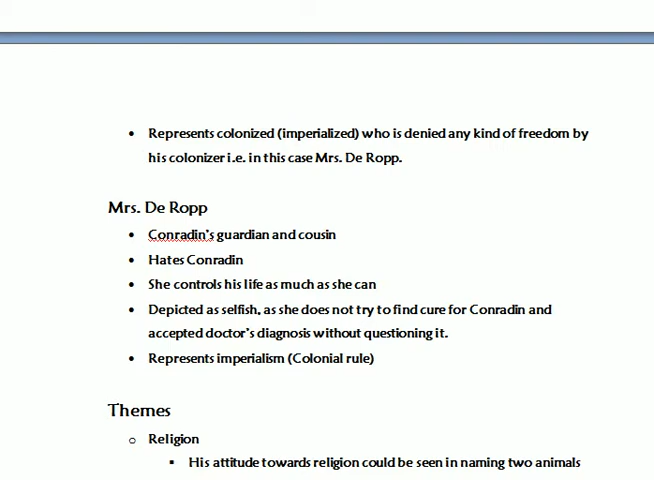 • Represents colonized (imperialized) who is denied any kind of freedom by
his colonizer i.e. in this case Mrs. De Ropp.
Mrs. De Ropp
• Conradin's guardian and cousin
• Hates Conradin
• She controls his life as much as she can
• Depicted as selfish, as she does not try to find cure for Conradin and
accepted doctor's diagnosis without questioning it.
• Represents imperialism (Colonial rule)
Themes
o Religion
▪ His attitude towards religion could be seen in naming two animals